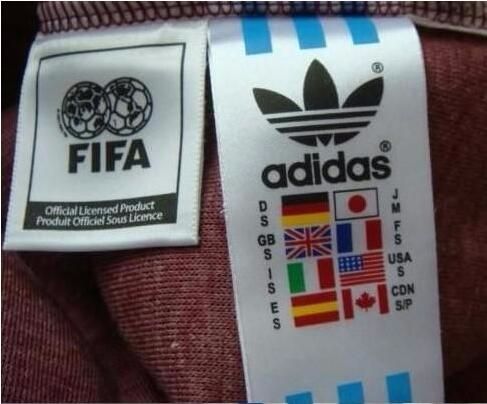 FIFA
Official Licensed Product
Produit Officiel Sous Licence
®
adidas®
D S J M
GB S F S
I S USA S
E S CDN S/P